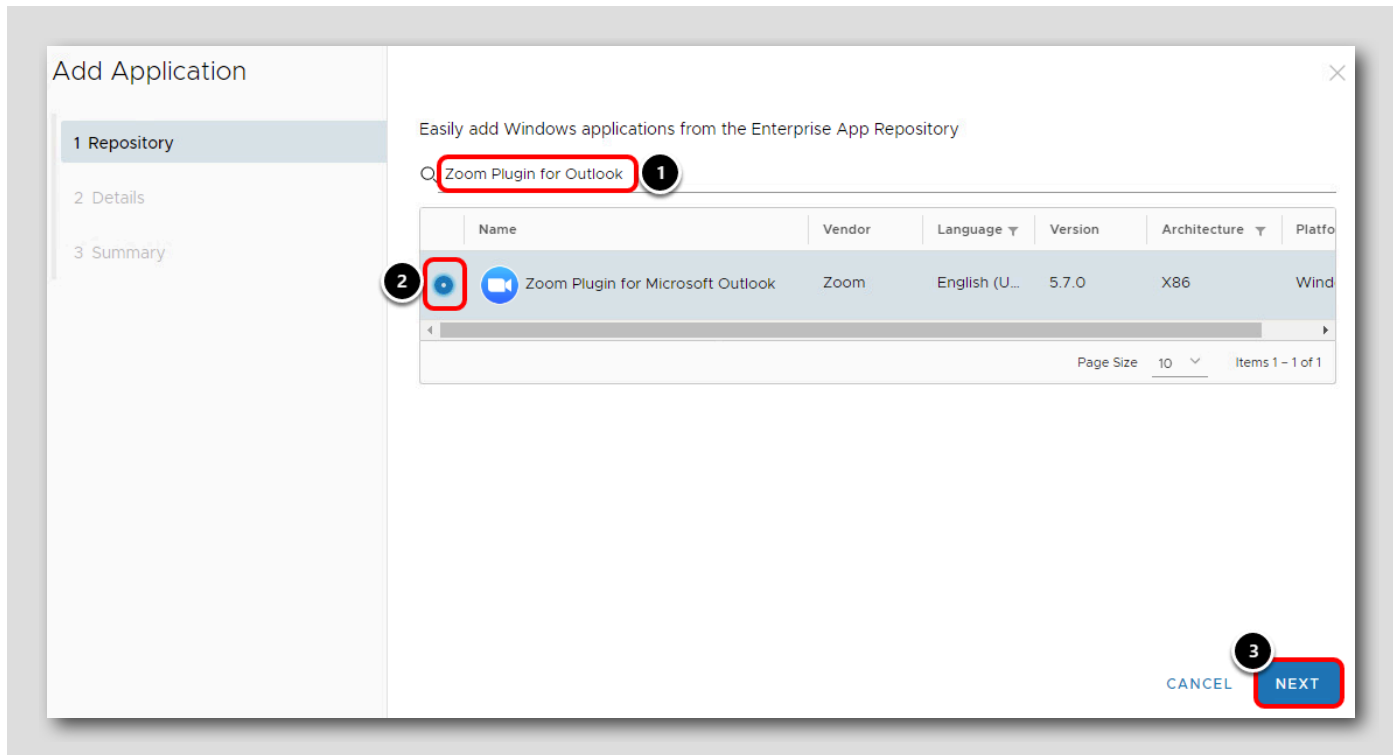 Add Application
1 Repository
2 Details
3 Summary
Easily add Windows applications from the Enterprise App Repository
Zoom Plugin for Outlook
1
Name Vendor Language Version Architecture Platfo
2
Zoom Plugin for Microsoft Outlook Zoom English (U... 5.7.0 X86 Wind
Page Size 10 Items 1 – 1 of 1
3
CANCEL NEXT